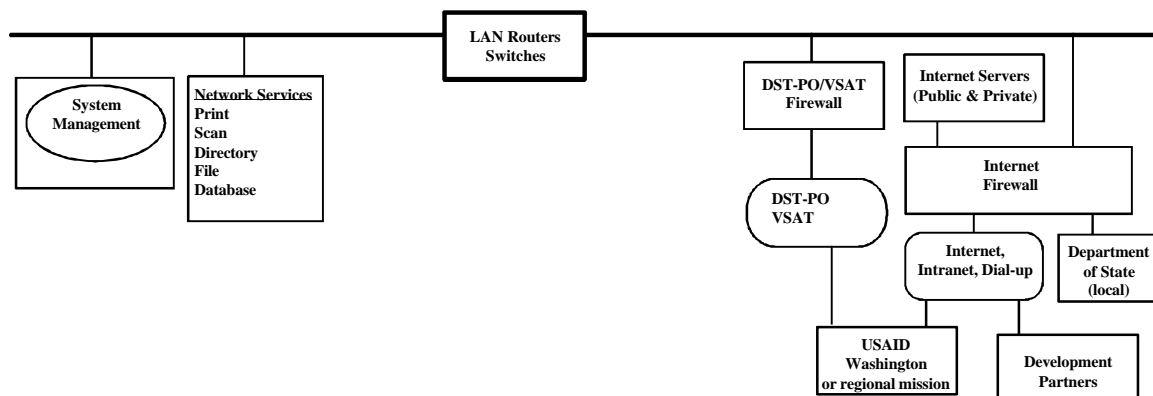 LAN Routers
Switches
System
Management
Network Services
Print
Scan
Directory
File
Database
DST-PO/VSAT
Firewall
Internet Servers
(Public & Private)
Internet
Firewall
DST-PO
VSAT
Internet,
Intranet, Dial-up
Department
of State
(local)
USAID
Washington
or regional mission
Development
Partners